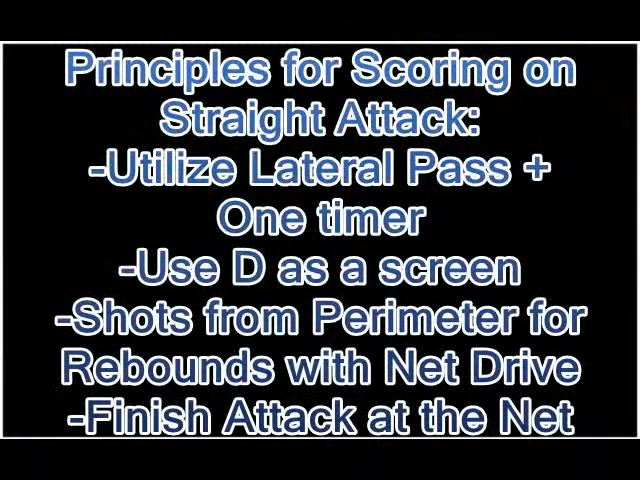 Principles for Scoring on
Straight Attack:
-Utilize Lateral Pass +
One timer
-Use D as a screen
-Shots from Perimeter for
Rebounds with Net Drive
-Finish Attack at the Net